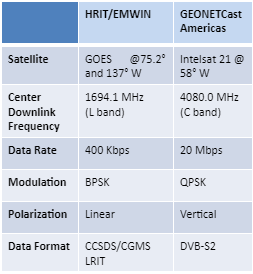 HRIT/EMWIN GEONETCast Americas
Satellite GOES @75.2° and 137° W Intelsat 21 @ 58° W
Center Downlink Frequency 1694.1 MHz (L band) 4080.0 MHz (C band)
Data Rate 400 Kbps 20 Mbps
Modulation BPSK QPSK
Polarization Linear Vertical
Data Format CCSDS/CGMS LRIT DVB-S2